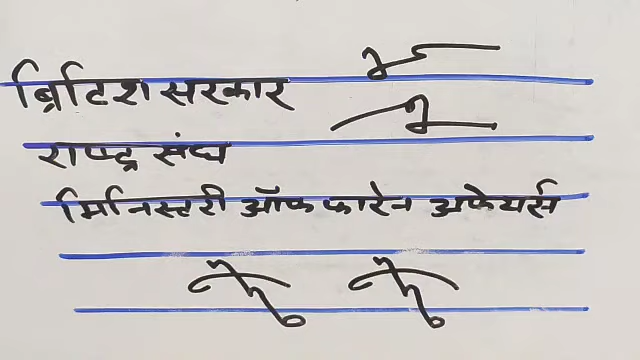 ब्रिटिश सरकार
राष्ट्र संघ
मिनिस्टरी ऑफ फारेन अफेयर्स